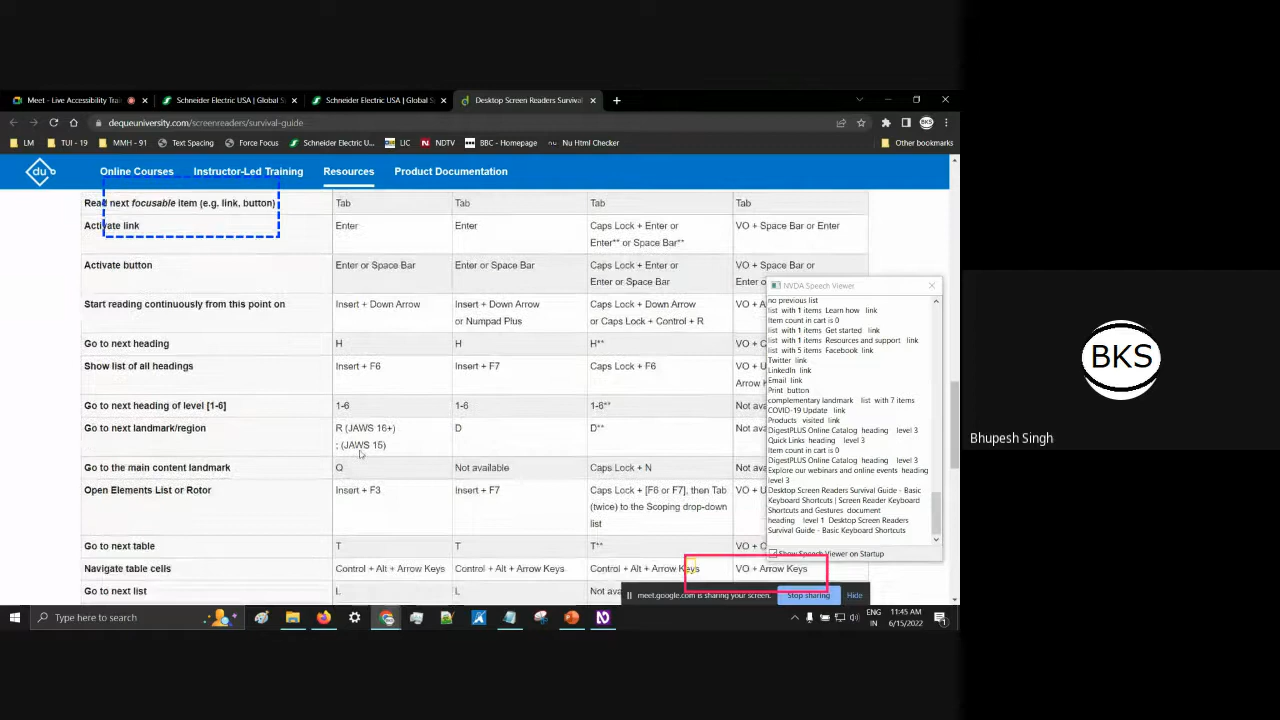 Meet - Live Accessibility Trai
Schneider Electric USA | Global S
Schneider Electric USA | Global S
Desktop Screen Readers Survival
dequeuniversity.com/screenreaders/survival-guide
BKS
LM
TUI - 19
MMH - 91
Text Spacing
Force Focus
Schneider Electric U...
LIC
NDTV
BBC - Homepage
Nu Html Checker
Other bookmarks
du
Online Courses
Instructor-Led Training
Resources
Product Documentation
Read next focusable item (e.g. link, button)
Tab
Tab
Tab
Tab
Activate link
Enter
Enter
Caps Lock + Enter or
Enter** or Space Bar**
VO + Space Bar or Enter
Activate button
Enter or Space Bar
Enter or Space Bar
Caps Lock + Enter or
Enter or Space Bar
VO + Space Bar or
Enter o
Start reading continuously from this point on
Insert + Down Arrow
Insert + Down Arrow
or Numpad Plus
Caps Lock + Down Arrow
or Caps Lock + Control + R
VO + A
Go to next heading
H
H
H**
VO + C
Show list of all headings
Insert + F6
Insert + F7
Caps Lock + F6
VO + U
Arrow K
Go to next heading of level [1-6]
1-6
1-6
1-6**
Not ava
Go to next landmark/region
R (JAWS 16+)
; (JAWS 15)
D
D**
Not ava
Go to the main content landmark
Q
Not available
Caps Lock + N
Not ava
Open Elements List or Rotor
Insert + F3
Insert + F7
Caps Lock + [F6 or F7], then Tab
(twice) to the Scoping drop-down
list
VO + U
Go to next table
T
T
T**
VO + C
Navigate table cells
Control + Alt + Arrow Keys
Control + Alt + Arrow Keys
Control + Alt + Arrow Keys
VO + Arrow Keys
Go to next list
L
L
Not ava
NVDA Speech Viewer
no previous list
list with 1 items Learn how link
Item count in cart is 0
list with 1 items Get started link
list with 1 items Resources and support link
list with 5 items Facebook link
Twitter link
LinkedIn link
Email link
Print button
complementary landmark list with 7 items
COVID-19 Update link
Products visited link
DigestPLUS Online Catalog heading level 3
Quick Links heading level 3
Item count in cart is 0
DigestPLUS Online Catalog heading level 3
Explore our webinars and online events heading
level 3
Desktop Screen Readers Survival Guide - Basic
Keyboard Shortcuts | Screen Reader Keyboard
Shortcuts and Gestures document
heading level 1 Desktop Screen Readers
Survival Guide - Basic Keyboard Shortcuts
Show Speech Viewer on Startup
meet.google.com is sharing your screen.
Stop sharing
Hide
Type here to search
ENG
IN
11:45 AM
6/15/2022
1
BKS
Bhupesh Singh